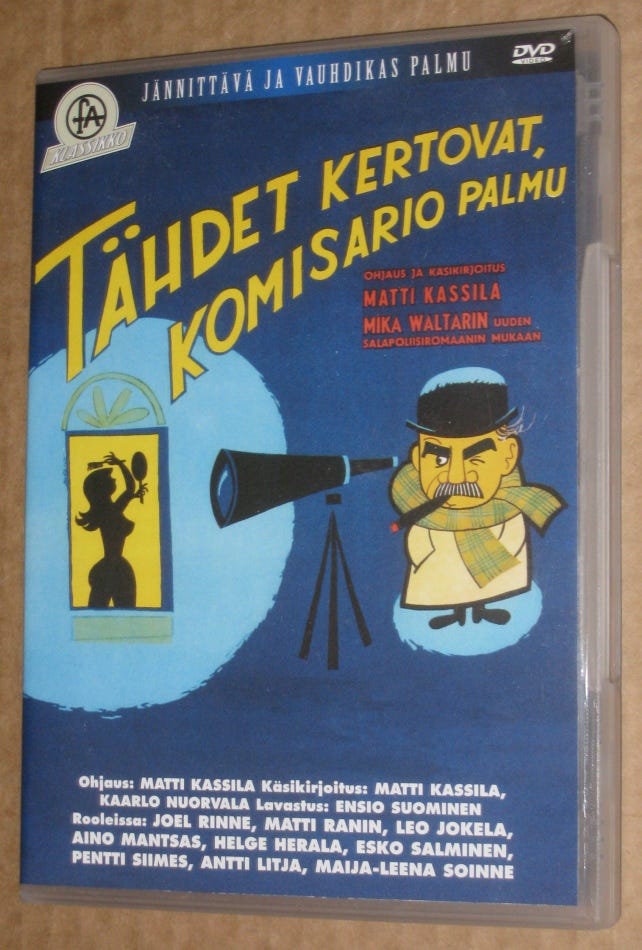 JÄNNITTÄVÄ JA VAUHDIKAS PALMU
DVD
VIDEO
fA
KLASSIKKO
TÄHDET KERTOVAT,
KOMISARIO PALMU
OHJAUS JA KÄSIKIRJOITUS
MATTI KASSILA
MIKA WALTARIN UUDEN
SALAPOLIISIROMAANIN MUKAAN
Ohjaus: MATTI KASSILA Käsikirjoitus: MATTI KASSILA,
KAARLO NUORVALA Lavastus: ENSIO SUOMINEN
Rooleissa: JOEL RINNE, MATTI RANIN, LEO JOKELA,
AINO MANTSAS, HELGE HERALA, ESKO SALMINEN,
PENTTI SIIMES, ANTTI LITJA, MAIJA-LEENA SOINNE